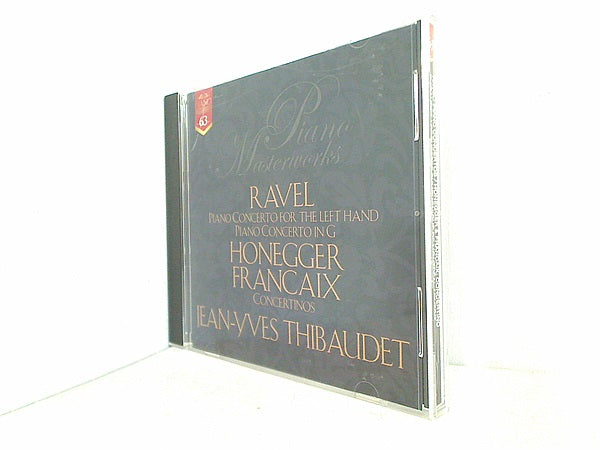 63
Piano
Masterworks
RAVEL
PIANO CONCERTO FOR THE LEFT HAND
PIANO CONCERTO IN G
HONEGGER
FRANCAIX
CONCERTINOS
JEAN-YVES THIBAUDET